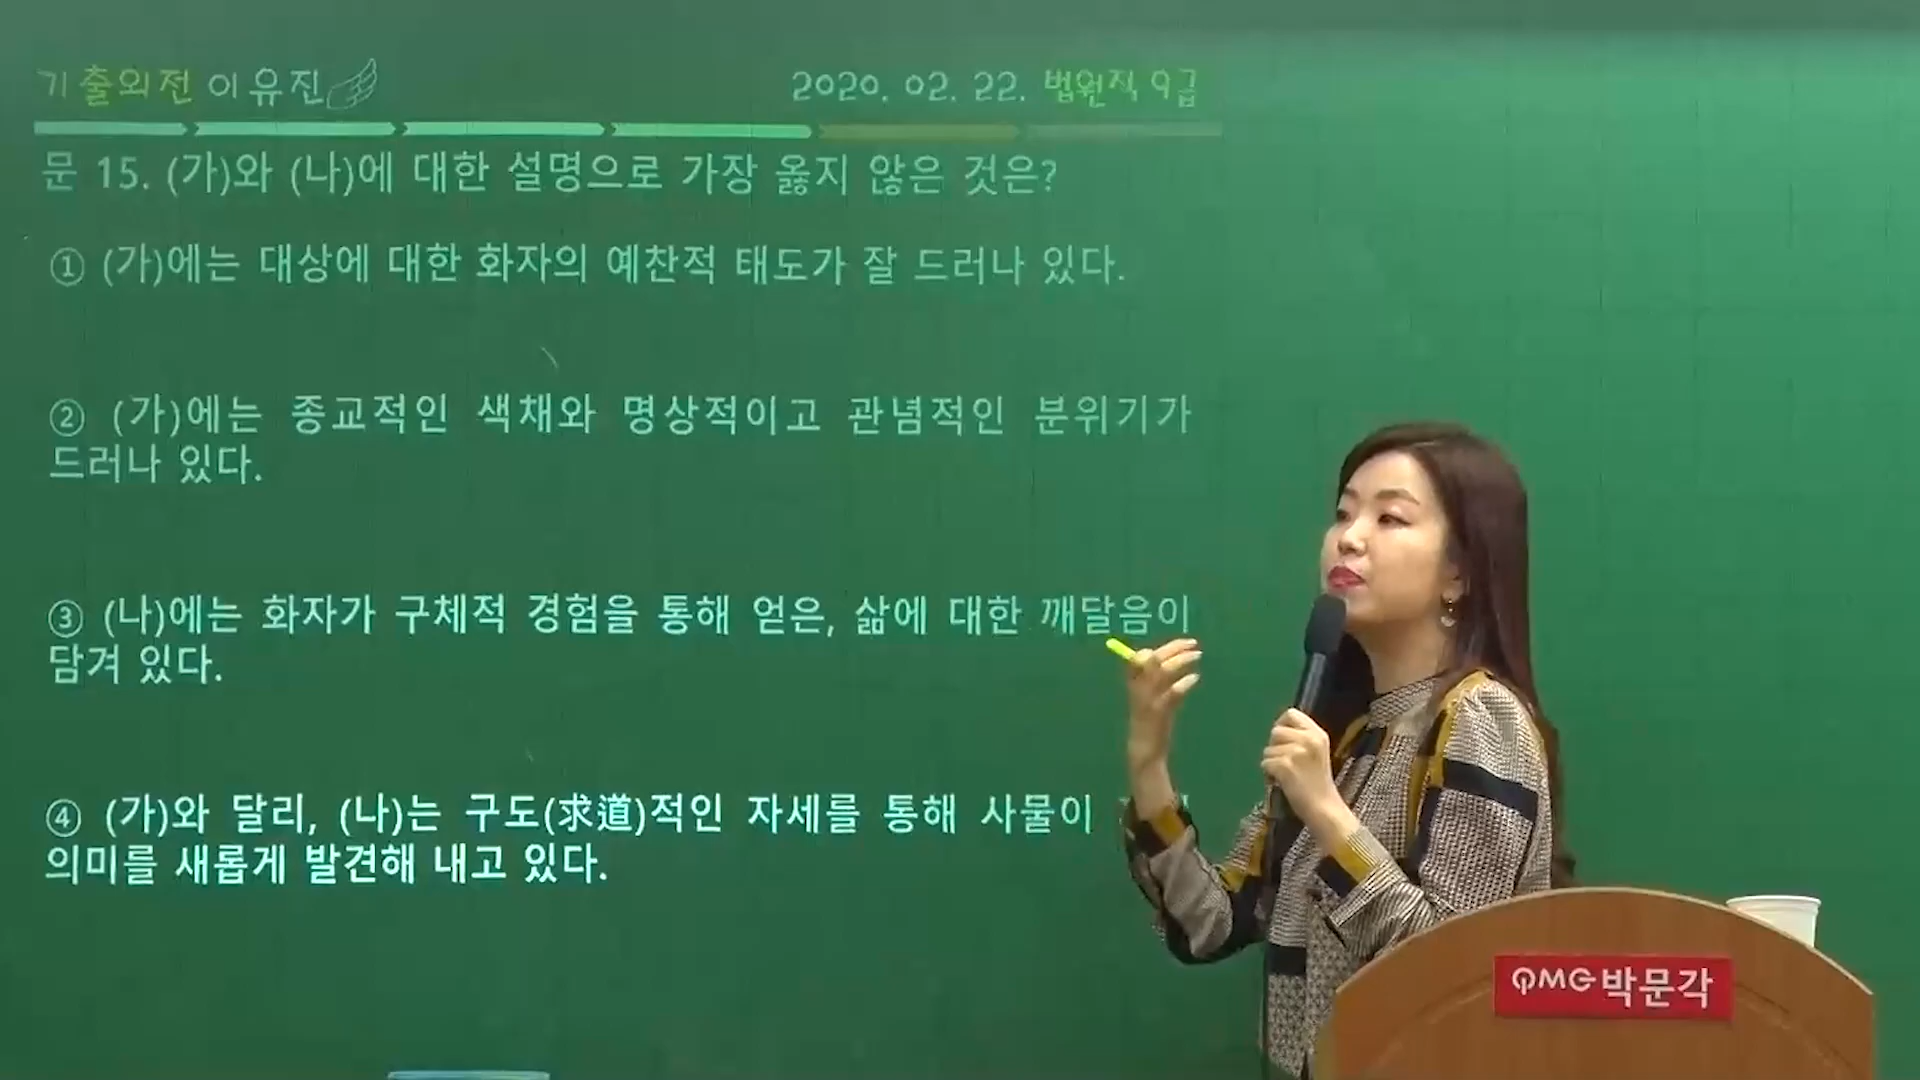 기출외전 이유진
2020. 02. 22. 법원직 9급
문 15. (가)와 (나)에 대한 설명으로 가장 옳지 않은 것은?
① (가)에는 대상에 대한 화자의 예찬적 태도가 잘 드러나 있다.
② (가)에는 종교적인 색채와 명상적이고 관념적인 분위기가
드러나 있다.
③ (나)에는 화자가 구체적 경험을 통해 얻은, 삶에 대한 깨달음이
담겨 있다.
④ (가)와 달리, (나)는 구도(求道)적인 자세를 통해 사물이
의미를 새롭게 발견해 내고 있다.
PMG 박문각